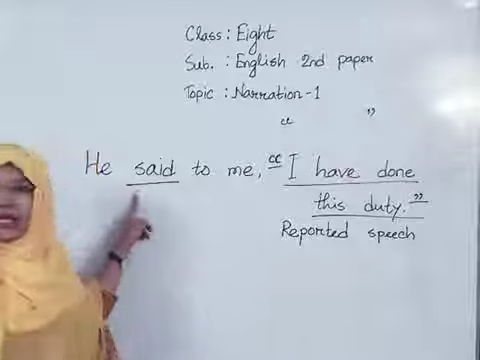 Class : Eight
Sub. : English 2nd paper
Topic : Narration-1
“ ”
He said to me, “I have done
this duty.”
Reported speech